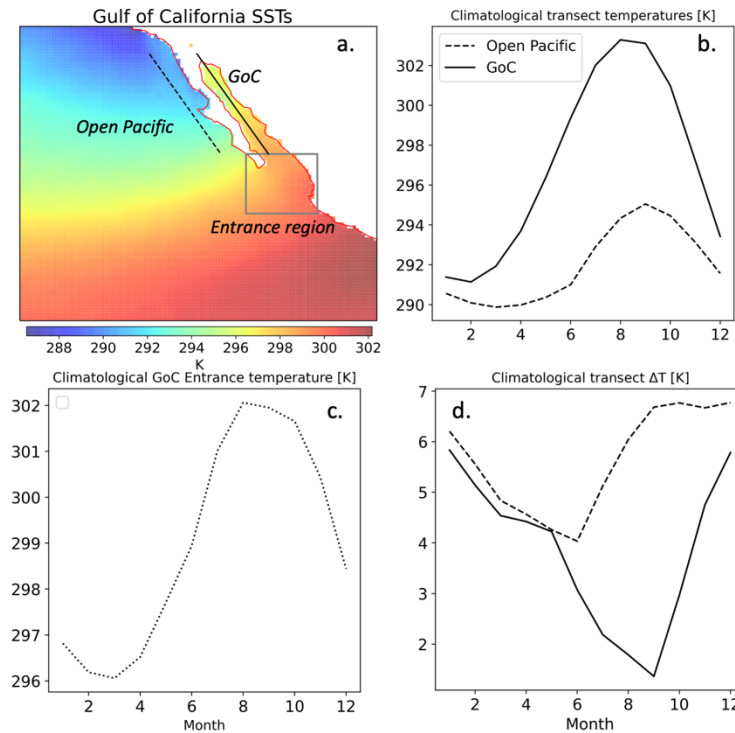 Gulf of California SSTs
a.
GoC
Open Pacific
Entrance region
288 290 292 294 296 298 300 302
K
Climatological transect temperatures [K]
b.
Open Pacific
GoC
302
300
298
296
294
292
290
2 4 6 8 10 12
Climatological GoC Entrance temperature [K]
c.
302
301
300
299
298
297
296
2 4 6 8 10 12
Month
Climatological transect ΔT [K]
d.
7
6
5
4
3
2
2 4 6 8 10 12
Month